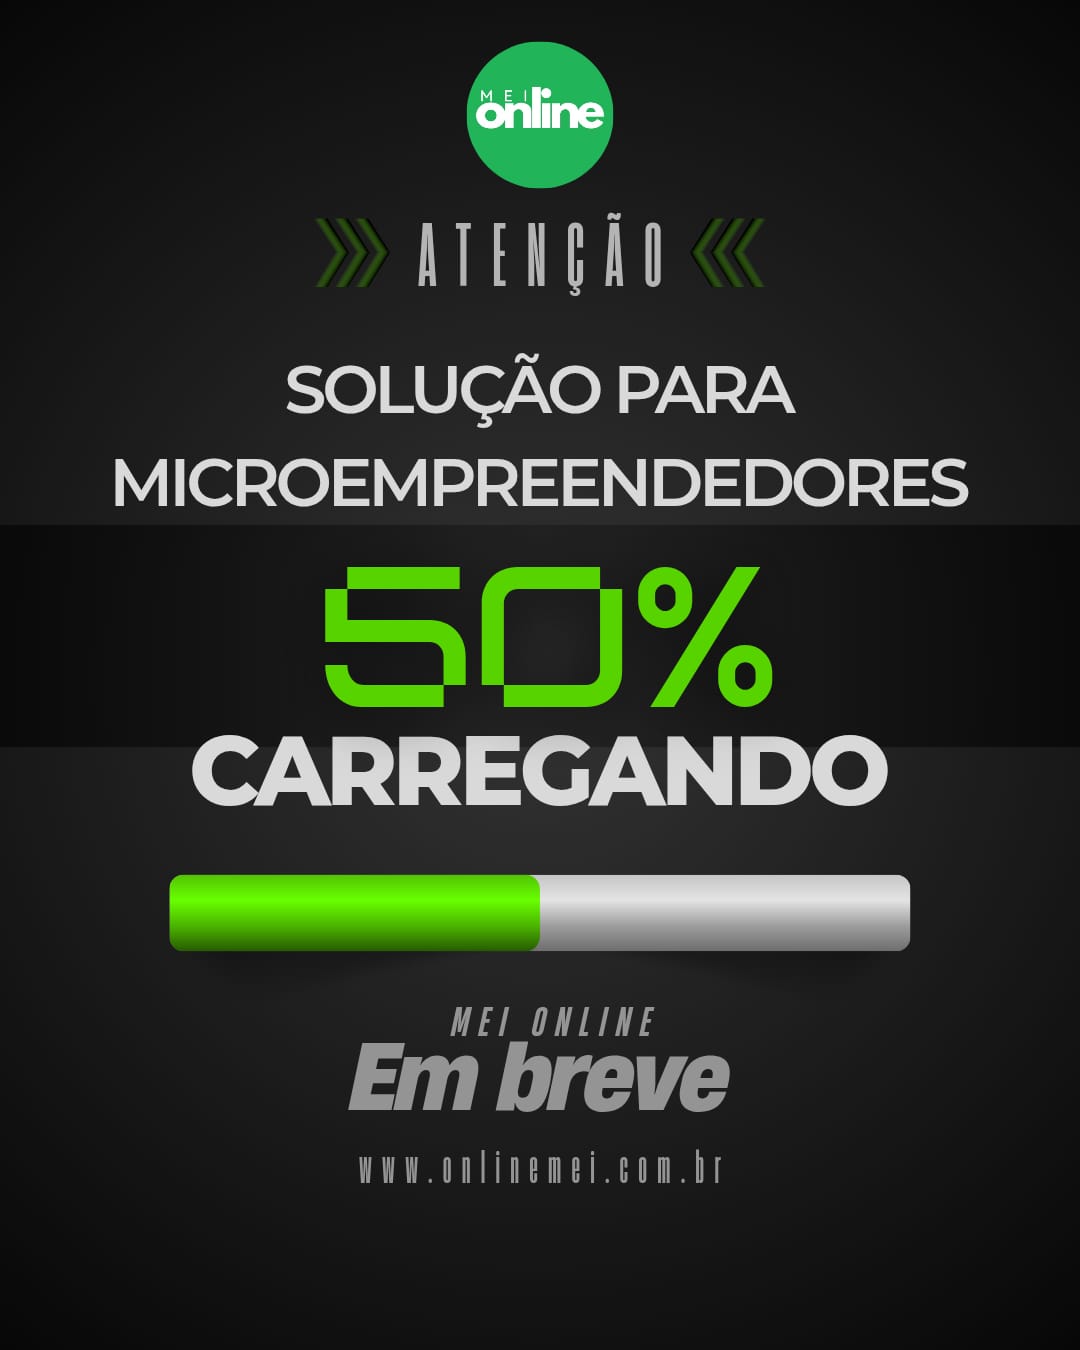 MEI
online
ATENÇÃO
SOLUÇÃO PARA
MICROEMPREENDEDORES
50%
CARREGANDO
MEI ONLINE
Em breve
www.onlinemei.com.br